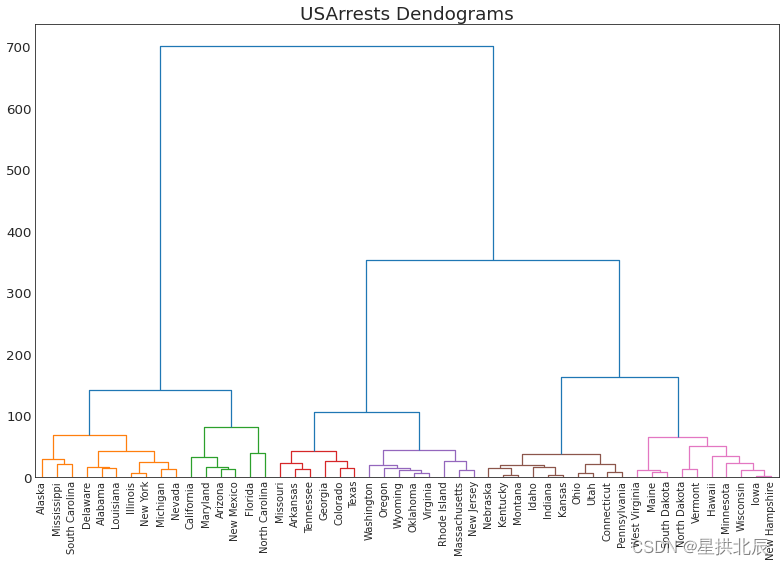 USArrests Dendograms
700
600
500
400
300
200
100
0
Alaska
Mississippi
South Carolina
Delaware
Alabama
Louisiana
Illinois
New York
Michigan
Nevada
California
Maryland
Arizona
New Mexico
Florida
North Carolina
Missouri
Arkansas
Tennessee
Georgia
Colorado
Texas
Washington
Oregon
Wyoming
Oklahoma
Virginia
Rhode Island
Massachusetts
New Jersey
Nebraska
Kentucky
Montana
Idaho
Indiana
Kansas
Ohio
Utah
Connecticut
Pennsylvania
West Virginia
Maine
South Dakota
North Dakota
Vermont
Hawaii
Minnesota
Wisconsin
Iowa
New Hampshire
CSDN @星拱北辰